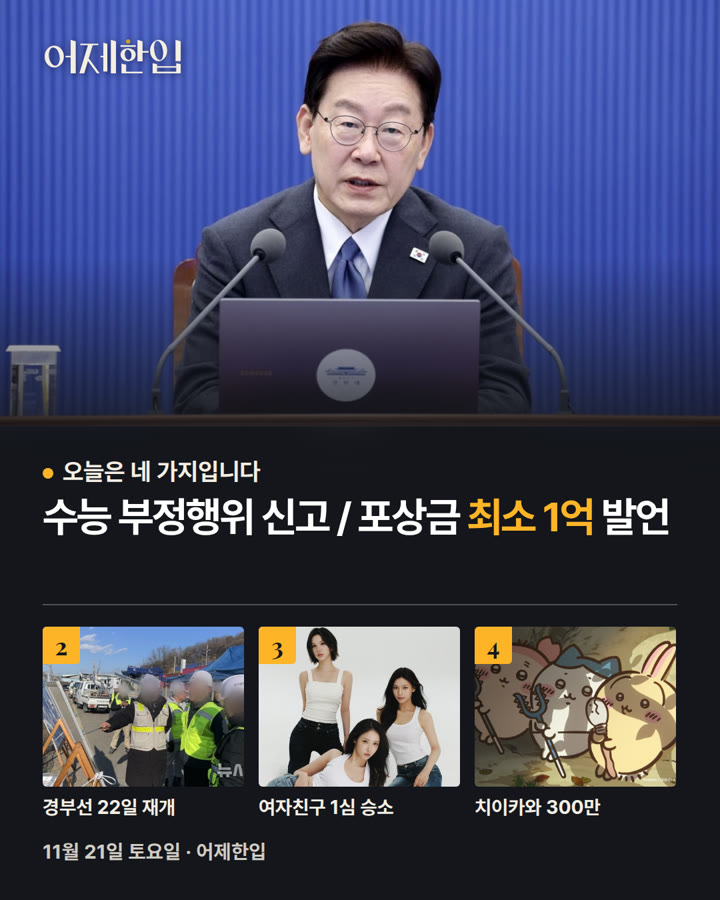 어제한입
SAMSUNG
오늘은 네 가지입니다
수능 부정행위 신고 / 포상금 최소 1억 발언
2
3
4
뉴시
경부선 22일 재개
여자친구 1심 승소
치이카와 300만
11월 21일 토요일 · 어제한입